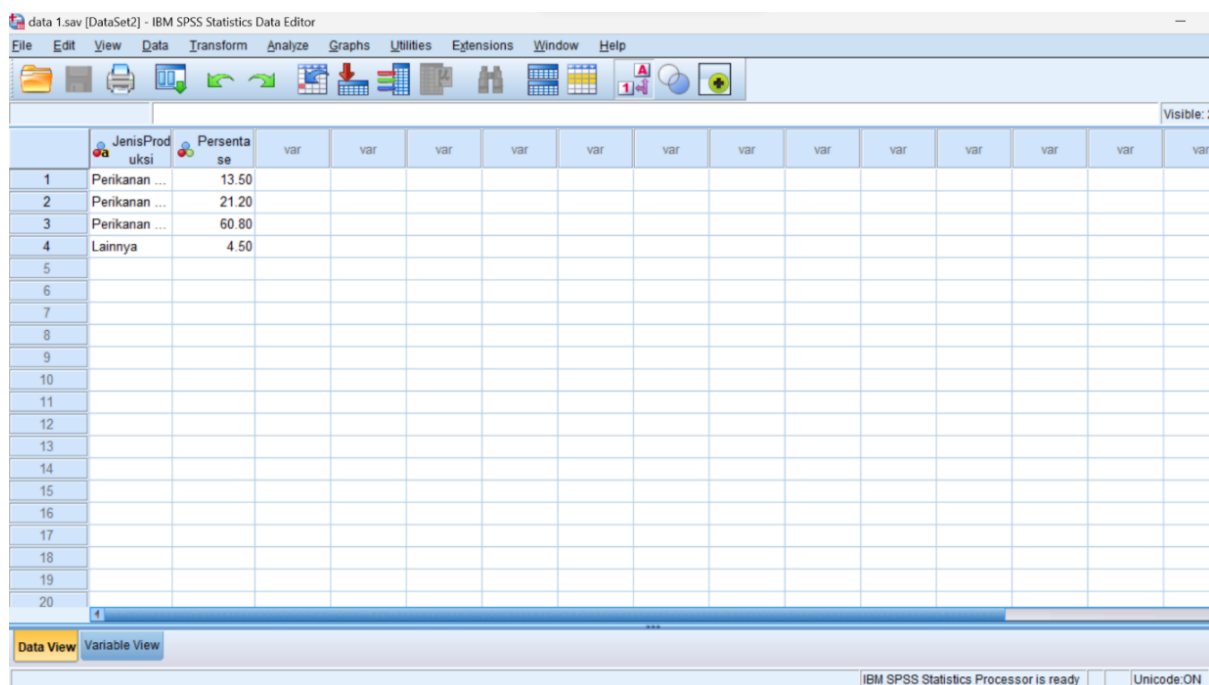 data 1.sav [DataSet2] - IBM SPSS Statistics Data Editor
File Edit View Data Transform Analyze Graphs Utilities Extensions Window Help
Visible:
JenisProd
uksi
Persenta
se
var var var var var var var var var var var var var
1 Perikanan ... 13.50
2 Perikanan ... 21.20
3 Perikanan ... 60.80
4 Lainnya 4.50
5
6
7
8
9
10
11
12
13
14
15
16
17
18
19
20
Data View Variable View
IBM SPSS Statistics Processor is ready Unicode:ON